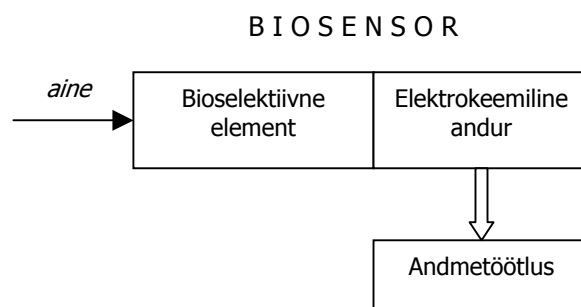 B I O S E N S O R
aine
Bioselektiivne
element
Elektrokeemiline
andur
Andmetöötlus